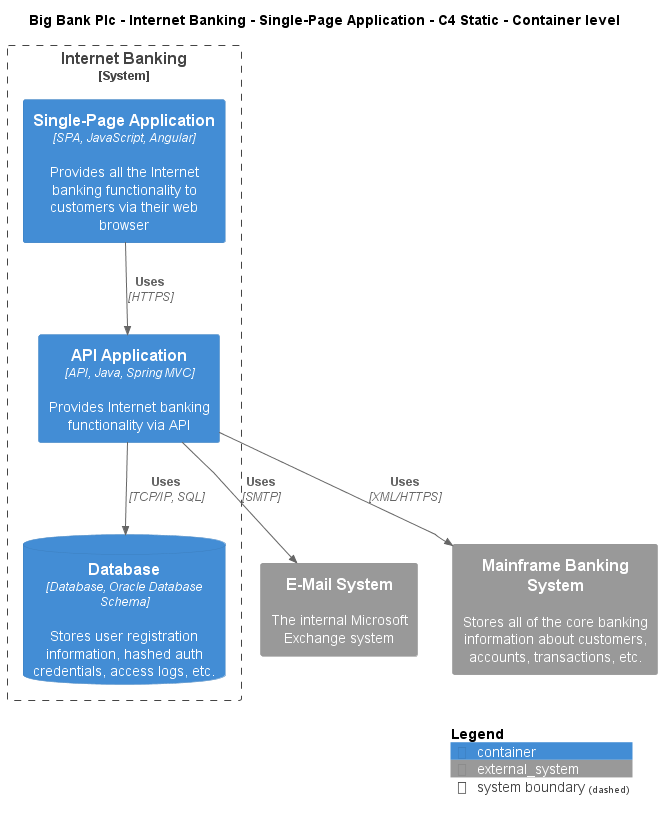 Big Bank Plc - Internet Banking - Single-Page Application - C4 Static - Container level
Internet Banking
[System]
Single-Page Application
[SPA, JavaScript, Angular]
Provides all the Internet
banking functionality to
customers via their web
browser
Uses
[HTTPS]
API Application
[API, Java, Spring MVC]
Provides Internet banking
functionality via API
Uses
[TCP/IP, SQL]
Uses
[SMTP]
Uses
[XML/HTTPS]
Database
[Database, Oracle Database
Schema]
Stores user registration
information, hashed auth
credentials, access logs, etc.
E-Mail System
The internal Microsoft
Exchange system
Mainframe Banking
System
Stores all of the core banking
information about customers,
accounts, transactions, etc.
Legend
container
external_system
system boundary (dashed)